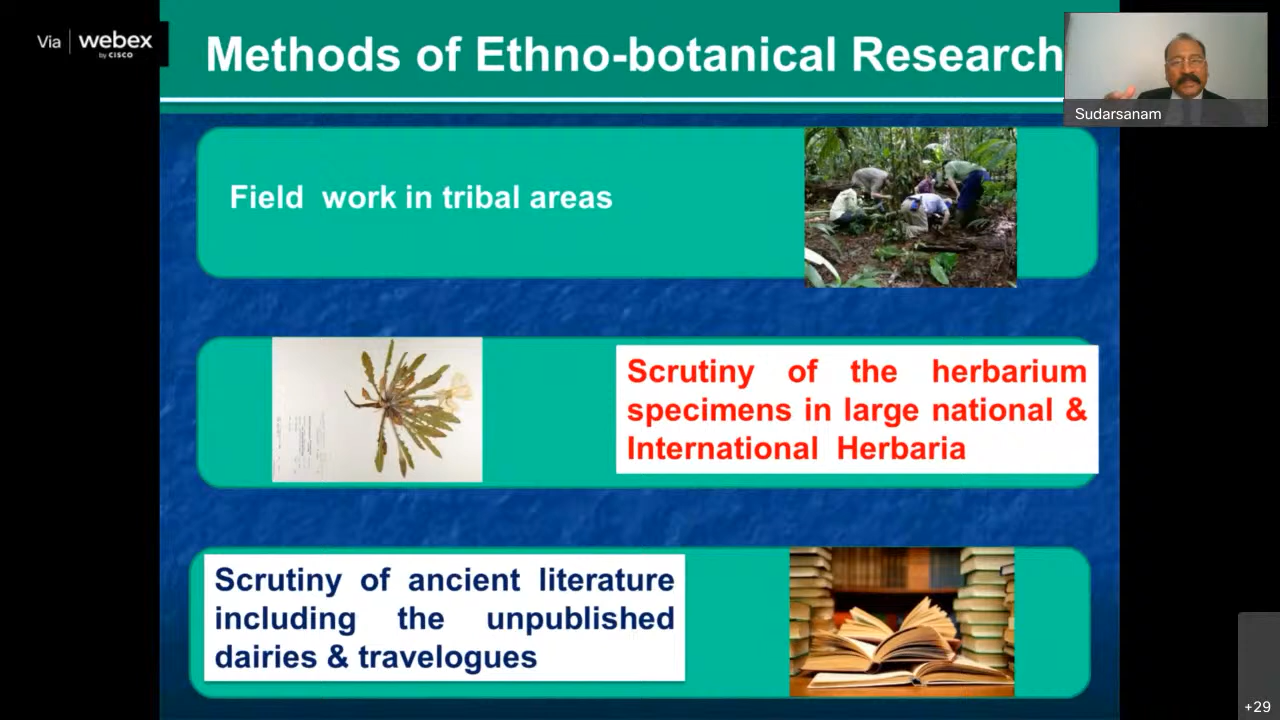 Via webex
by CISCO
Methods of Ethno-botanical Research
Sudarsanam
Field work in tribal areas
Scrutiny of the herbarium
specimens in large national &
International Herbaria
Scrutiny of ancient literature
including the unpublished
dairies & travelogues
+29